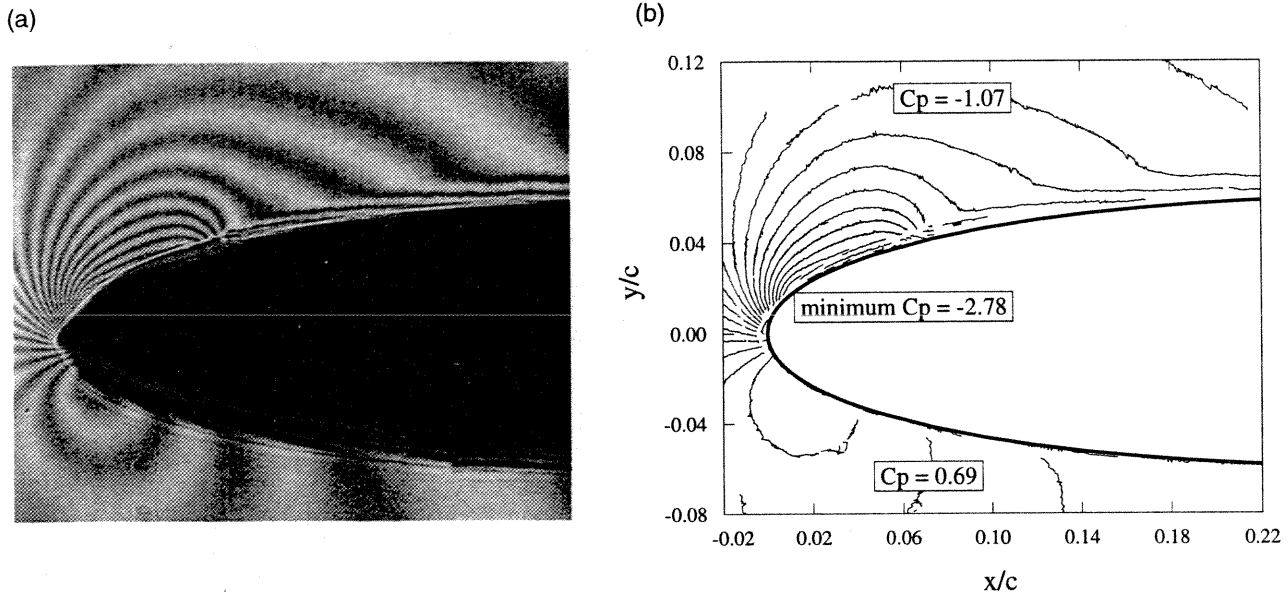 (a)
(b)
0.12
0.08
0.04
0.00
-0.04
-0.08
y/c
Cp = -1.07
minimum Cp = -2.78
Cp = 0.69
-0.02 0.02 0.06 0.10 0.14 0.18 0.22
x/c